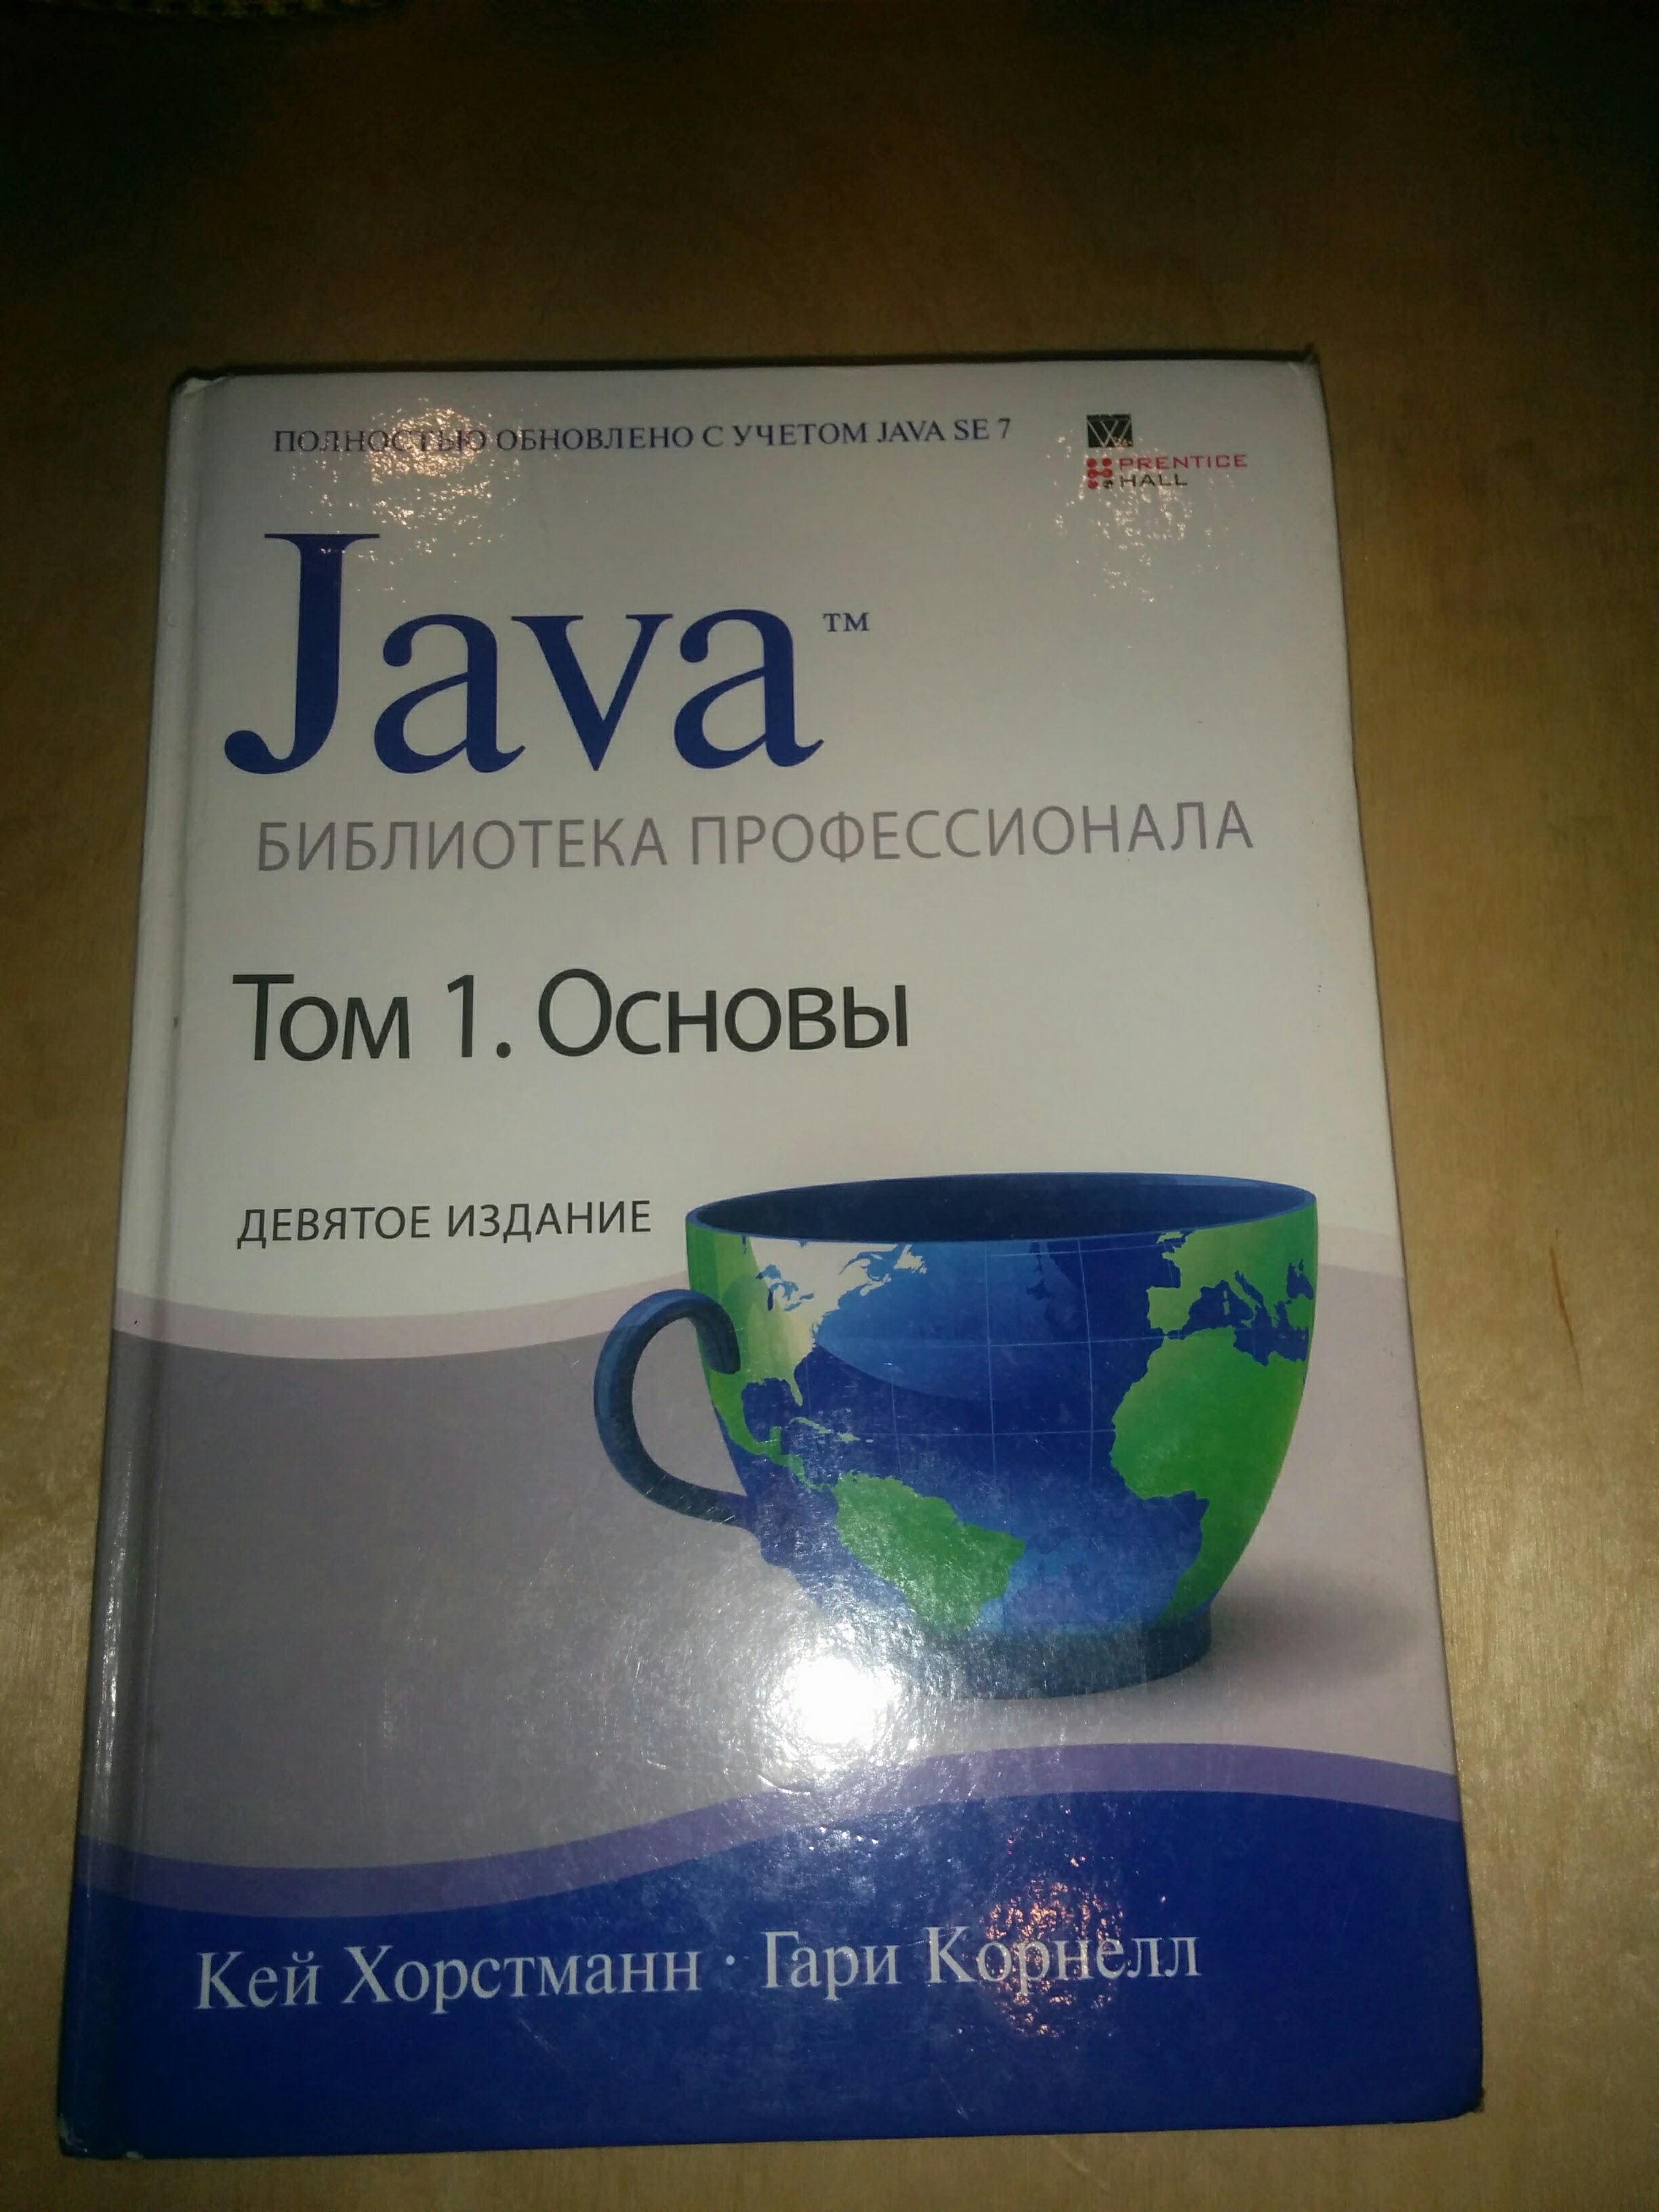 ПОЛНОСТЬЮ ОБНОВЛЕНО С УЧЕТОМ JAVA SE 7
PRENTICE
HALL
Java™
БИБЛИОТЕКА ПРОФЕССИОНАЛА
Том 1. Основы
ДЕВЯТОЕ ИЗДАНИЕ
Кей Хорстманн · Гари Корнелл